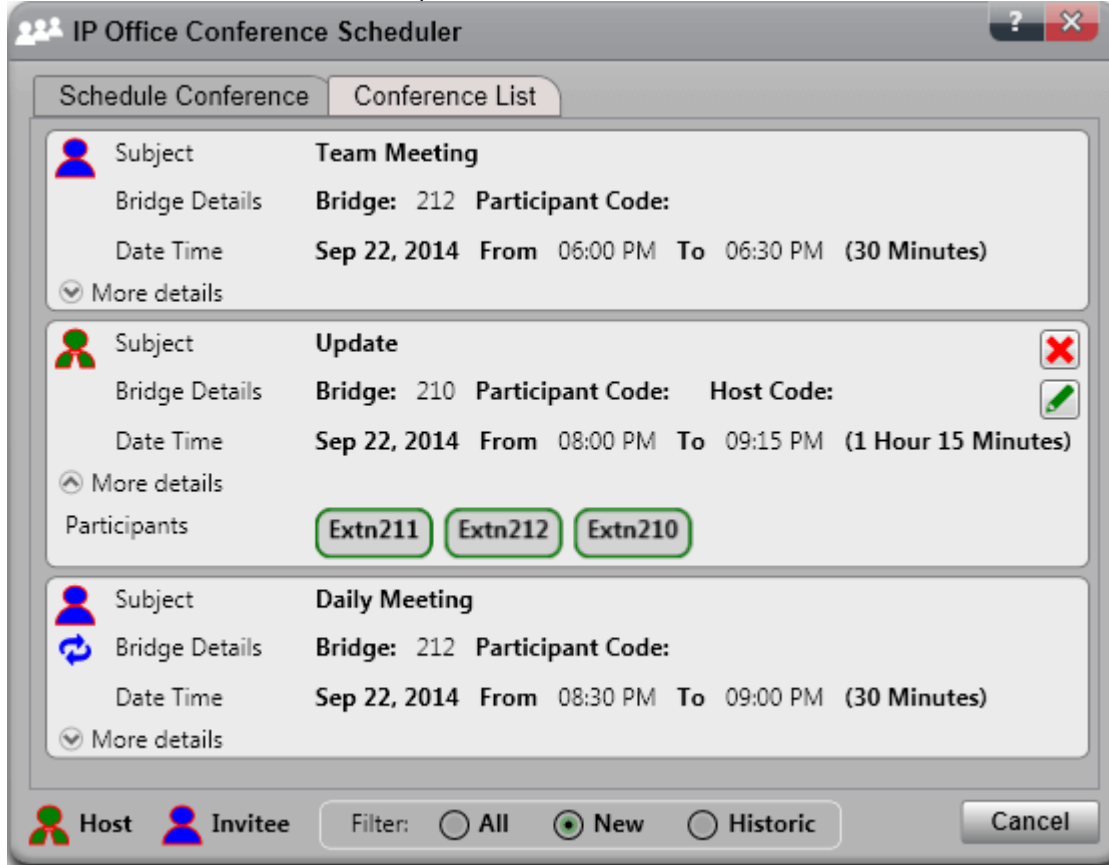 IP Office Conference Scheduler ?
Schedule Conference Conference List
Subject Team Meeting
Bridge Details Bridge: 212 Participant Code:
Date Time Sep 22, 2014 From 06:00 PM To 06:30 PM (30 Minutes)
More details
Subject Update
Bridge Details Bridge: 210 Participant Code: Host Code:
Date Time Sep 22, 2014 From 08:00 PM To 09:15 PM (1 Hour 15 Minutes)
More details
Participants Extn211 Extn212 Extn210
Subject Daily Meeting
Bridge Details Bridge: 212 Participant Code:
Date Time Sep 22, 2014 From 08:30 PM To 09:00 PM (30 Minutes)
More details
Host Invitee Filter: All New Historic Cancel